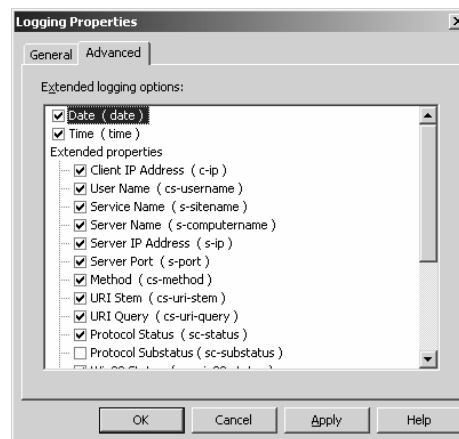 Logging Properties
General Advanced
Extended logging options:
Date ( date )
Time ( time )
Extended properties
Client IP Address ( c-ip )
User Name ( cs-username )
Service Name ( s-sitename )
Server Name ( s-computername )
Server IP Address ( s-ip )
Server Port ( s-port )
Method ( cs-method )
URI Stem ( cs-uri-stem )
URI Query ( cs-uri-query )
Protocol Status ( sc-status )
Protocol Substatus ( sc-substatus )
OK Cancel Apply Help